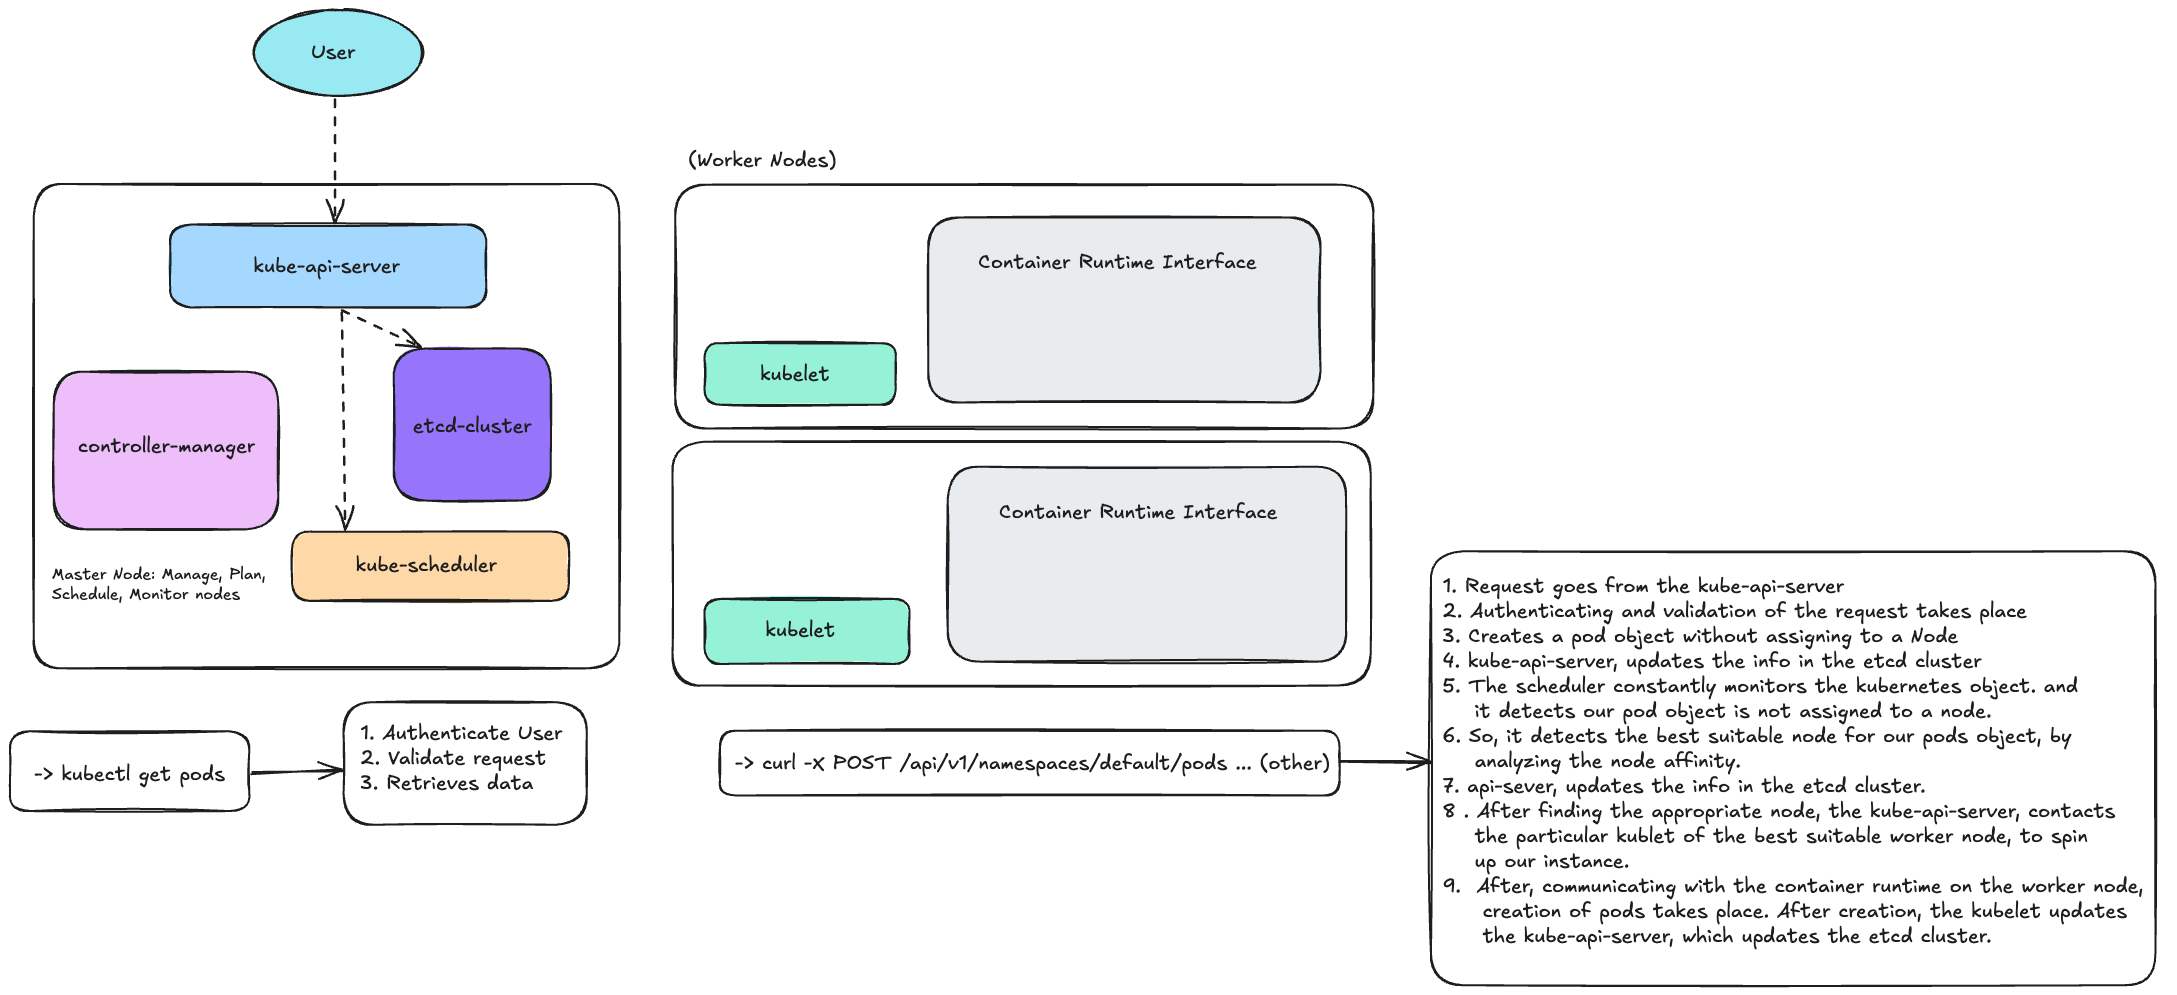 User
(Worker Nodes)
kube-api-server
Container Runtime Interface
kubelet
controller-manager
etcd-cluster
kube-scheduler
Master Node: Manage, Plan,
Schedule, Monitor nodes
Container Runtime Interface
kubelet
-> kubectl get pods
1. Authenticate User
2. Validate request
3. Retrieves data
-> curl -X POST /api/v1/namespaces/default/pods ... (other)
1. Request goes from the kube-api-server
2. Authenticating and validation of the request takes place
3. Creates a pod object without assigning to a Node
4. kube-api-server, updates the info in the etcd cluster
5. The scheduler constantly monitors the kubernetes object. and
it detects our pod object is not assigned to a node.
6. So, it detects the best suitable node for our pods object, by
analyzing the node affinity.
7. api-sever, updates the info in the etcd cluster.
8 . After finding the appropriate node, the kube-api-server, contacts
the particular kublet of the best suitable worker node, to spin
up our instance.
9. After, communicating with the container runtime on the worker node,
creation of pods takes place. After creation, the kubelet updates
the kube-api-server, which updates the etcd cluster.